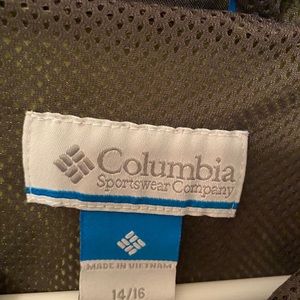 Columbia
Sportswear Company
MADE IN VIETNAM
14/16